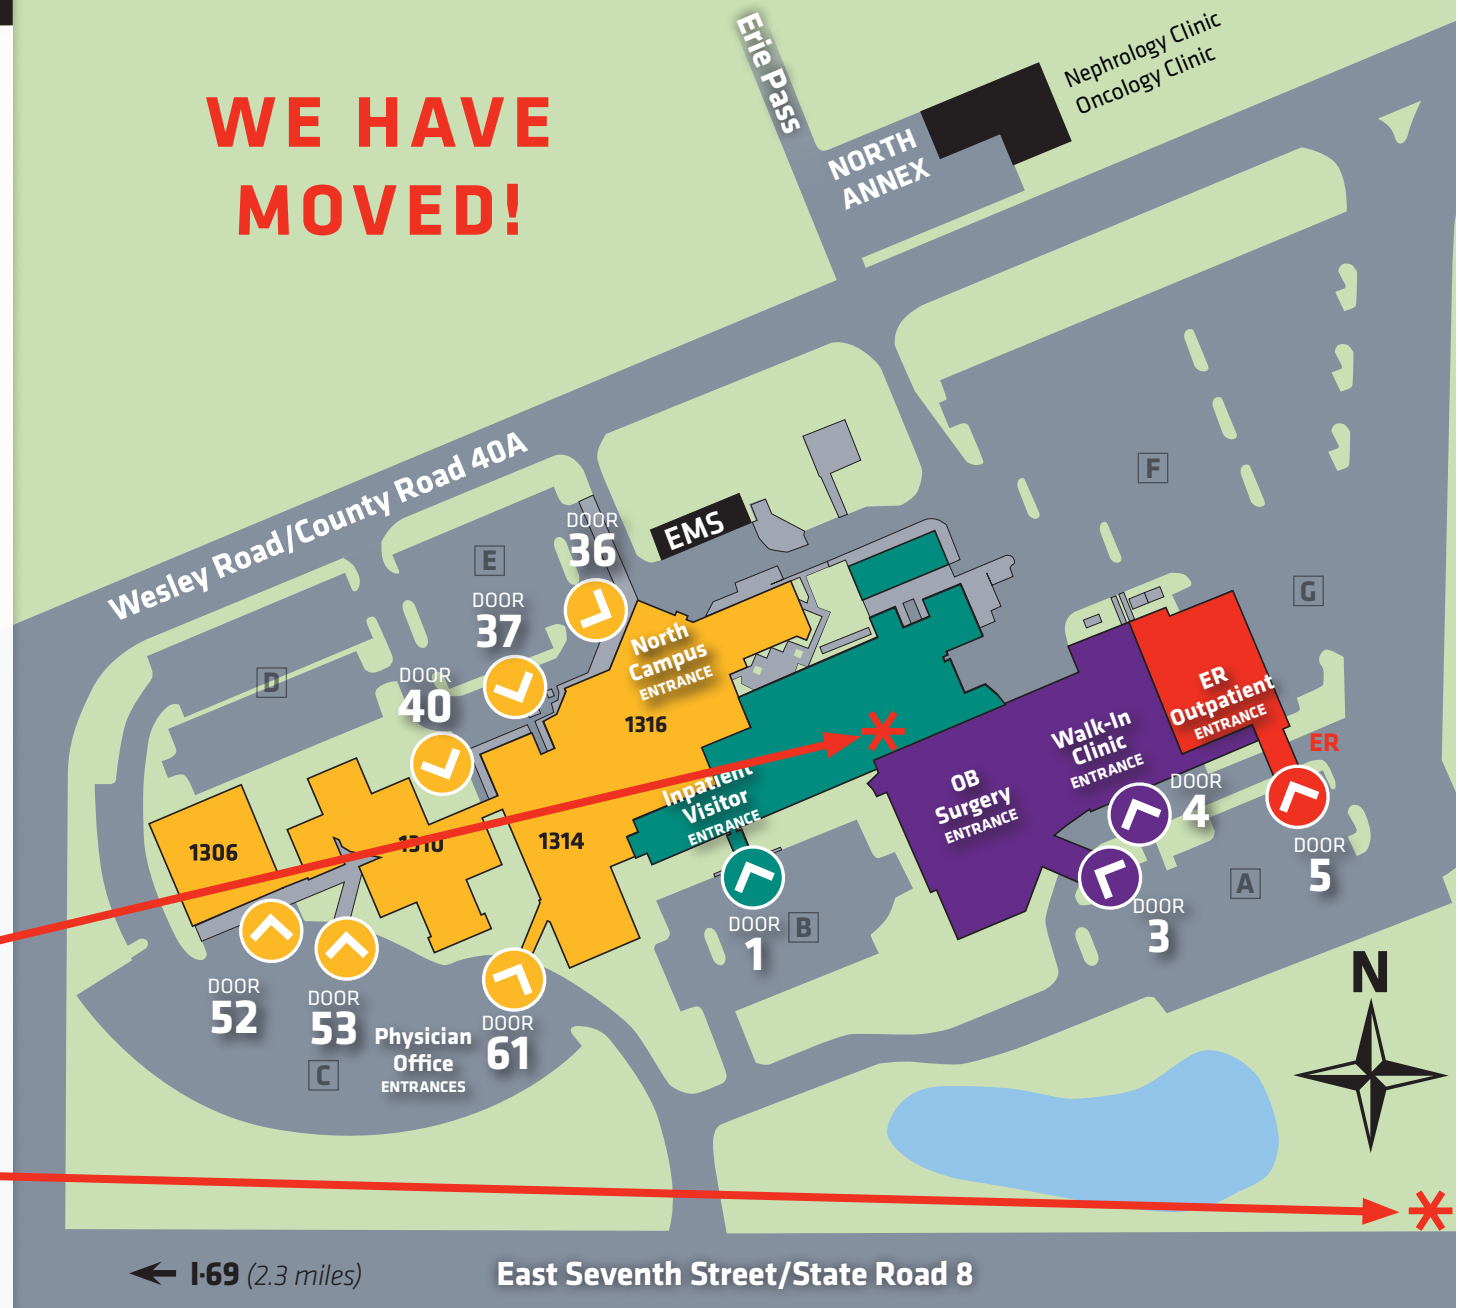 WE HAVE
MOVED!
Erie Pass
Nephrology Clinic
Oncology Clinic
NORTH
ANNEX
Wesley Road/County Road 40A
EMS
F
E
G
D
DOOR
36
DOOR
37
DOOR
40
North
Campus
ENTRANCE
1316
ER
Outpatient
ENTRANCE
ER
Walk-In
Clinic
ENTRANCE
OB
Surgery
ENTRANCE
Inpatient
Visitor
ENTRANCE
1306
1310
1314
DOOR
4
DOOR
5
A
DOOR
3
DOOR
1
B
DOOR
52
DOOR
53
Physician
Office
ENTRANCES
DOOR
61
C
N
I-69 (2.3 miles)
East Seventh Street/State Road 8